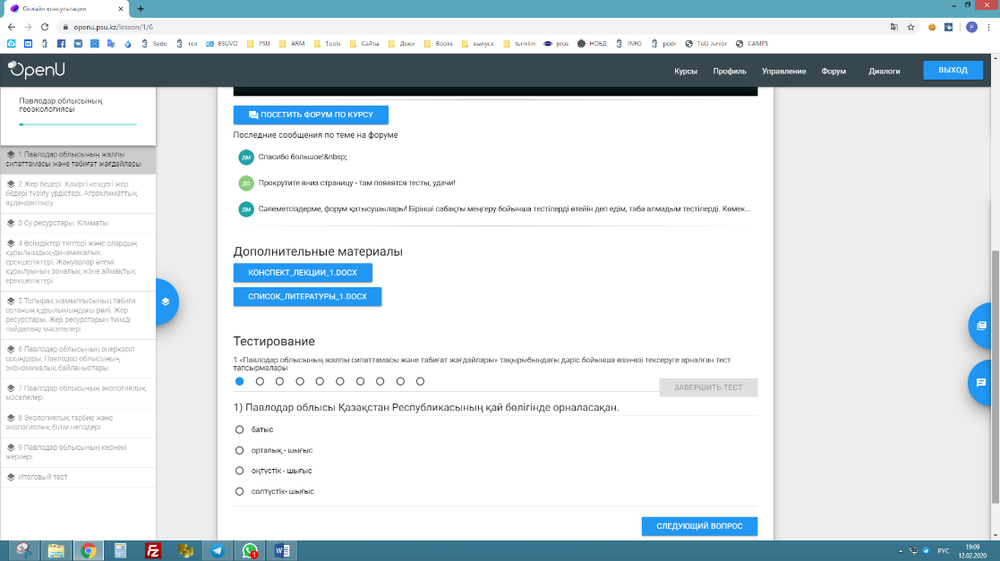 Онлайн консультации
openu.psu.kz/lesson/1/6
Sedo
тел
ESUVO
PSU
ARM
Tools
Сайты
Доки
Books
выпуск
turnitin
pros
НОБД
INFO
podr
ToU Junior
CAMPS
OpenU
Курсы
Профиль
Управление
Форум
Диалоги
ВЫХОД
Павлодар облысының
геоэкологиясы
1 Павлодар облысының жалпы
сипаттамасы және табиғат жағдайлары
2 Жер бедері. Қазіргі кездегі жер
бедері түзілу үрдістері. Агроклиматтық
аудандастыру
3 Су ресурстары. Климаты
4 Өсімдіктер типтері және олардың
құрылымдық-динамикалық
ерекшеліктері. Жануарлар әлемі
құрылуының зоналық және аймақтық
ерекшеліктері
5 Топырақ жамылғысының табиғи
ортаның құрылымындағы рөлі. Жер
ресурстары. Жер ресурстарын тиімді
пайдалану мәселелері
6 Павлодар облысының өнеркәсіп
орындары, Павлодар облысының
экономикалық байланыстары
7 Павлодар облысының экологиялық
мәселелері
8 Экологиялық тәрбие және
экологиялық білім негіздері
9 Павлодар облысының көрнекі
жерлері
Итоговый тест
ПОСЕТИТЬ ФОРУМ ПО КУРСУ
Последние сообщения по теме на форуме
ДМ Спасибо большое!&nbsp;
ДО Прокрутите вниз страницу - там появятся тесты, удачи!
ДМ Сәлеметсіздерме, форум қатысушылары! Бірінші сабақты меңгеру бойынша тестілерді өтейін деп едім, таба алмадым тестілерді. Көмек...
Дополнительные материалы
КОНСПЕКТ_ЛЕКЦИИ_1.DOCX
СПИСОК_ЛИТЕРАТУРЫ_1.DOCX
Тестирование
1 «Павлодар облысының жалпы сипаттамасы және табиғат жағдайлары» тақырыбындағы дәріс бойынша өзін-өзі тексеруге арналған тест
тапсырмалары
ЗАВЕРШИТЬ ТЕСТ
1) Павлодар облысы Қазақстан Республикасының қай бөлігінде орналасақан.
батыс
орталық - шығыс
оңтүстік - шығыс
солтүстік- шығыс
СЛЕДУЮЩИЙ ВОПРОС
РУС
19:09
12.02.2020